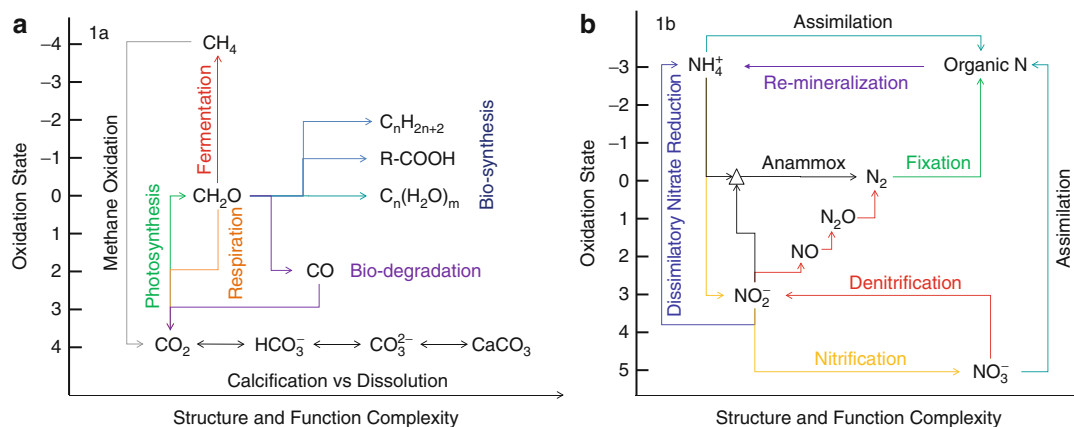 a
1a
Oxidation State
–4
–3
–2
–1
0
1
2
3
4
Methane Oxidation
CH₄
Fermentation
Photosynthesis
CH₂O
Respiration
CₙH₂ₙ₊₂
R-COOH
Cₙ(H₂O)ₘ
Bio-synthesis
CO
Bio-degradation
CO₂
HCO₃⁻
CO₃²⁻
CaCO₃
Calcification vs Dissolution
Structure and Function Complexity
b
1b
Oxidation State
–3
–2
–1
0
1
2
3
4
5
Assimilation
NH₄⁺
Organic N
Re-mineralization
Dissimilatory Nitrate Reduction
Anammox
N₂
Fixation
N₂O
NO
NO₂⁻
Denitrification
Nitrification
NO₃⁻
Assimilation
Structure and Function Complexity